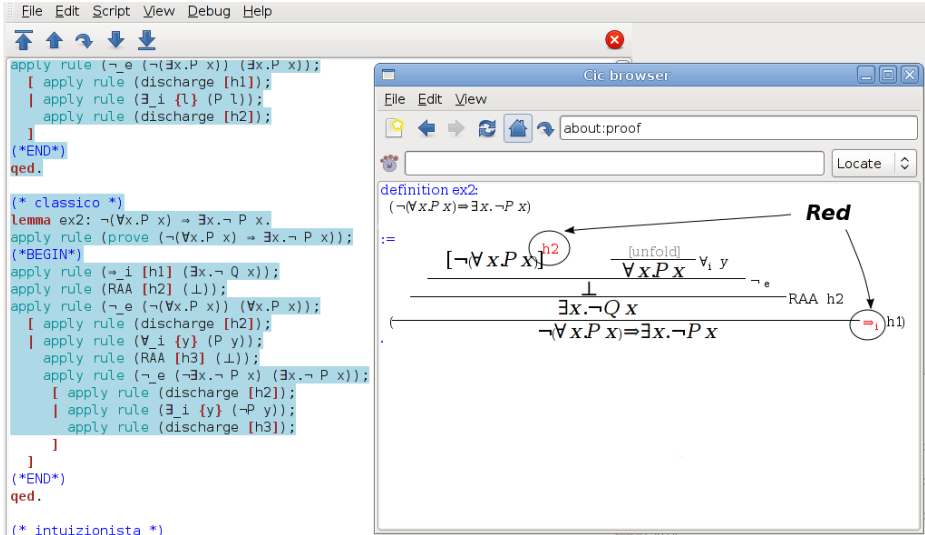 File Edit Script View Debug Help
apply rule (¬_e (¬(∃x.P x)) (∃x.P x));
[ apply rule (discharge [h1]);
| apply rule (∃_i {l} (P l));
apply rule (discharge [h2]);
]
(*END*)
qed.
(* classico *)
lemma ex2: ¬(∀x.P x) ⇒ ∃x.¬ P x.
apply rule (prove (¬(∀x.P x) ⇒ ∃x.¬ P x));
(*BEGIN*)
apply rule (⇒_i [h1] (∃x.¬ Q x));
apply rule (RAA [h2] (⊥));
apply rule (¬_e (¬(∀x.P x)) (∀x.P x));
[ apply rule (discharge [h2]);
| apply rule (∀_i {y} (P y));
apply rule (RAA [h3] (⊥));
apply rule (¬_e (¬∃x.¬ P x) (∃x.¬ P x));
[ apply rule (discharge [h2]);
| apply rule (∃_i {y} (¬P y));
apply rule (discharge [h3]);
]
]
(*END*)
qed.
(* intuizionista *)
Cic browser
File Edit View
about:proof
Locate
definition ex2:
(¬(∀x.P x)⇒∃x.¬P x)
Red
:=
h2
[unfold]
[¬(∀x.P x)]
∀x.P x ∀i y
¬ e
⊥
RAA h2
∃x.¬Q x
( ⇒i h1)
¬(∀x.P x)⇒∃x.¬P x
.